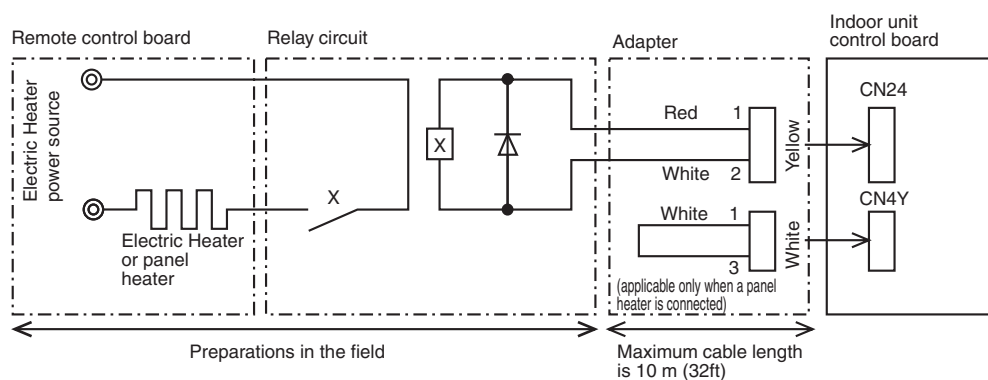 Remote control board
Relay circuit
Adapter
Indoor unit
control board
Electric Heater
power source
Electric Heater
or panel
heater
X
X
Red
1
White
2
Yellow
White
1
3
White
(applicable only when a panel
heater is connected)
CN24
CN4Y
Preparations in the field
Maximum cable length
is 10 m (32ft)